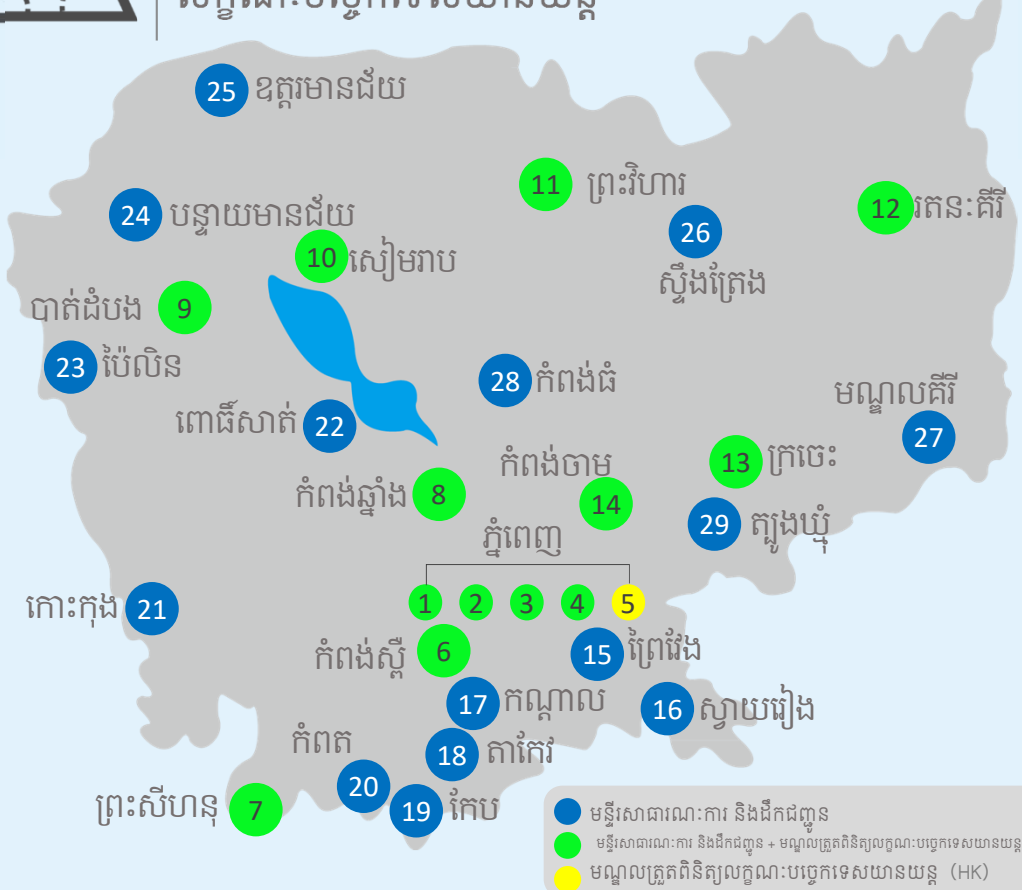 25 ឧត្តរមានជ័យ
11 ព្រះវិហារ
12 រតនៈគីរី
24 បន្ទាយមានជ័យ
26
ស្ទឹងត្រែង
10 សៀមរាប
បាត់ដំបង 9
23 ប៉ៃលិន
28 កំពង់ធំ
មណ្ឌលគីរី
27
ពោធិ៍សាត់ 22
កំពង់ចាម
14
13 ក្រចេះ
កំពង់ឆ្នាំង 8
29 ត្បូងឃ្មុំ
ភ្នំពេញ
1 2 3 4 5
កោះកុង 21
កំពង់ស្ពឺ 6
15 ព្រៃវែង
17 កណ្តាល
16 ស្វាយរៀង
កំពត
20
18 តាកែវ
ព្រះសីហនុ 7
19 កែប
មន្ទីរសាធារណៈការ និងដឹកជញ្ជូន
មន្ទីរសាធារណៈការ និងដឹកជញ្ជូន + មណ្ឌលត្រួតពិនិត្យលក្ខណៈបច្ចេកទេសយានយន្ត
មណ្ឌលត្រួតពិនិត្យលក្ខណៈបច្ចេកទេសយានយន្ត (HK)